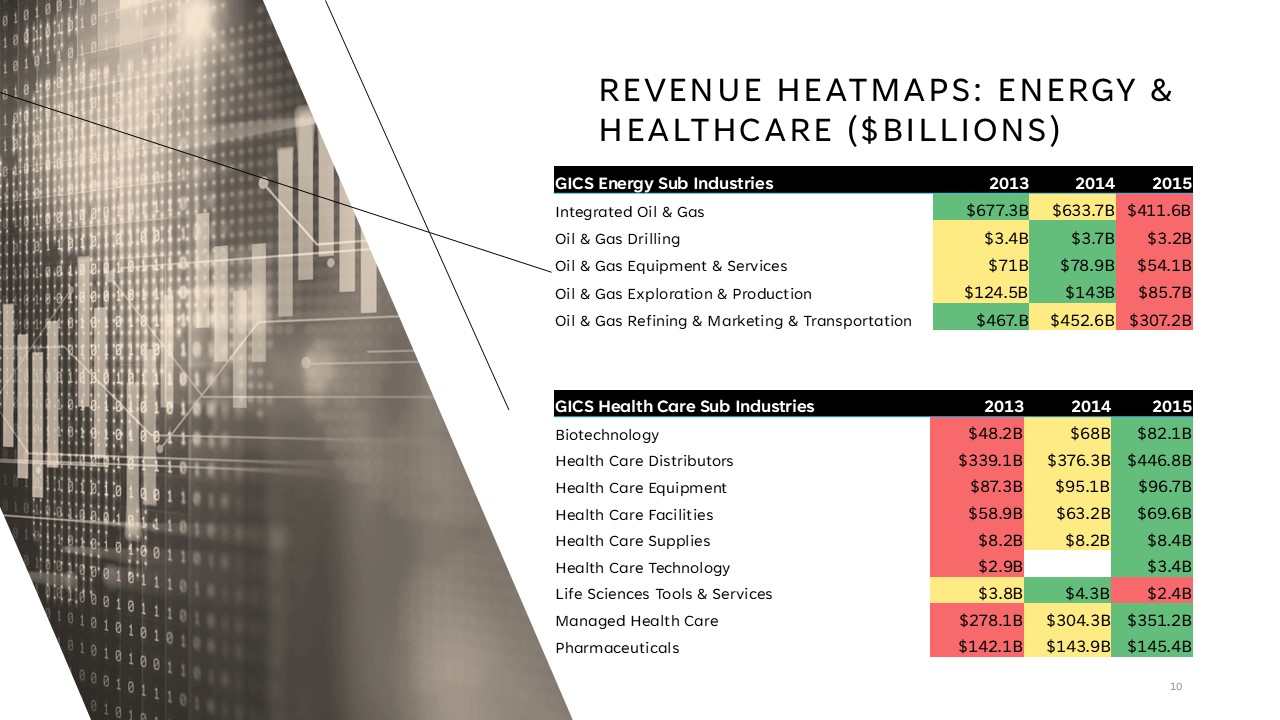 REVENUE HEATMAPS: ENERGY &
HEALTHCARE ($BILLIONS)
GICS Energy Sub Industries 2013 2014 2015
Integrated Oil & Gas $677.3B $633.7B $411.6B
Oil & Gas Drilling $3.4B $3.7B $3.2B
Oil & Gas Equipment & Services $71B $78.9B $54.1B
Oil & Gas Exploration & Production $124.5B $143B $85.7B
Oil & Gas Refining & Marketing & Transportation $467.B $452.6B $307.2B
GICS Health Care Sub Industries 2013 2014 2015
Biotechnology $48.2B $68B $82.1B
Health Care Distributors $339.1B $376.3B $446.8B
Health Care Equipment $87.3B $95.1B $96.7B
Health Care Facilities $58.9B $63.2B $69.6B
Health Care Supplies $8.2B $8.2B $8.4B
Health Care Technology $2.9B $3.4B
Life Sciences Tools & Services $3.8B $4.3B $2.4B
Managed Health Care $278.1B $304.3B $351.2B
Pharmaceuticals $142.1B $143.9B $145.4B
10